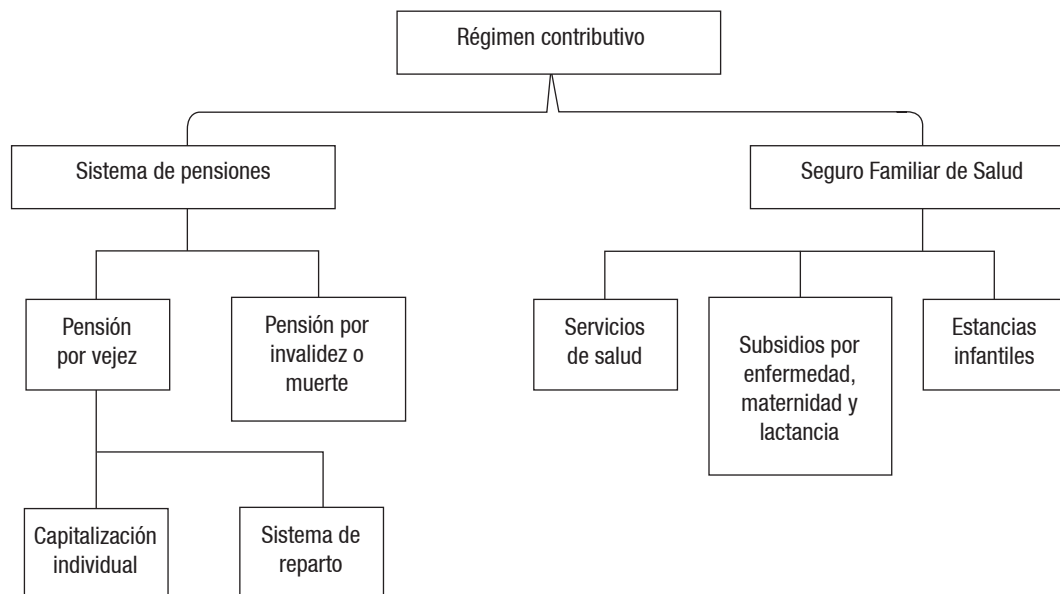 Régimen contributivo
Sistema de pensiones
Seguro Familiar de Salud
Pensión
por vejez
Pensión por
invalidez o
muerte
Servicios
de salud
Subsidios por
enfermedad,
maternidad y
lactancia
Estancias
infantiles
Capitalización
individual
Sistema de
reparto